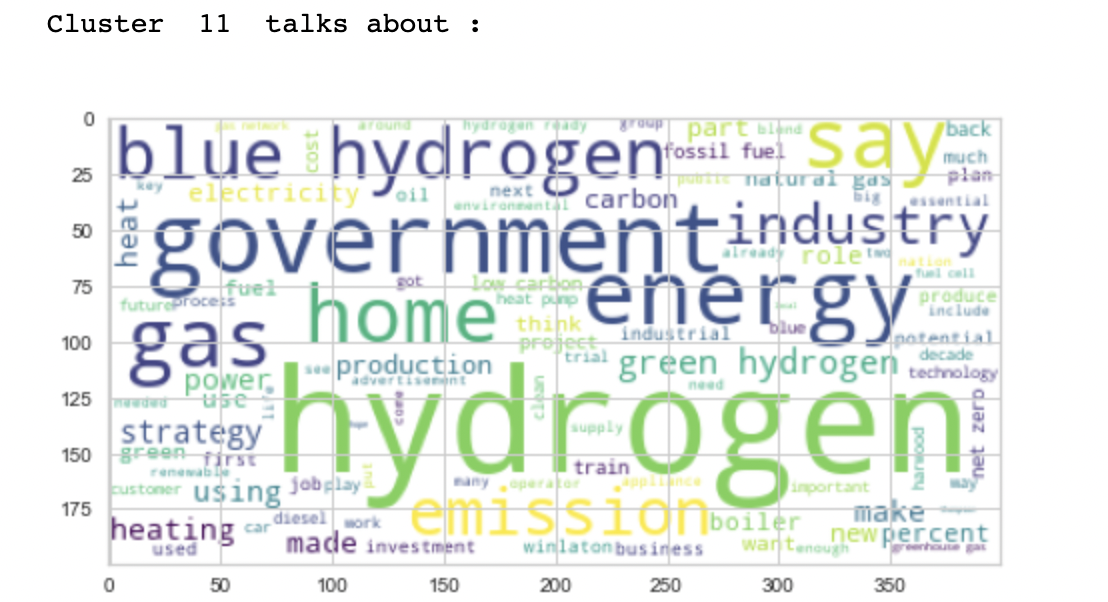 Cluster 11 talks about :
0
gas network around hydrogen ready group part blend say back
blue hydrogen cost fossil fuel much
25
key electricity oil next carbon public natural gas plan
environmental big essential
heat government industry
50
already role two nation
75
got low carbon energy fuel cell
future process fuel home heat pump produce
include
gas think industrial blue potential
100
project
see production trial green hydrogen decade
power advertisement need technology
125
needed use life come hydrogen clean net zero
strategy supply
150
green first train harwood
renewable put
customer using job play many operator appliance important way
175
emission make
heating car diesel work boiler new percent
used made investment winlaton business want enough greenhouse gas
0 50 100 150 200 250 300 350